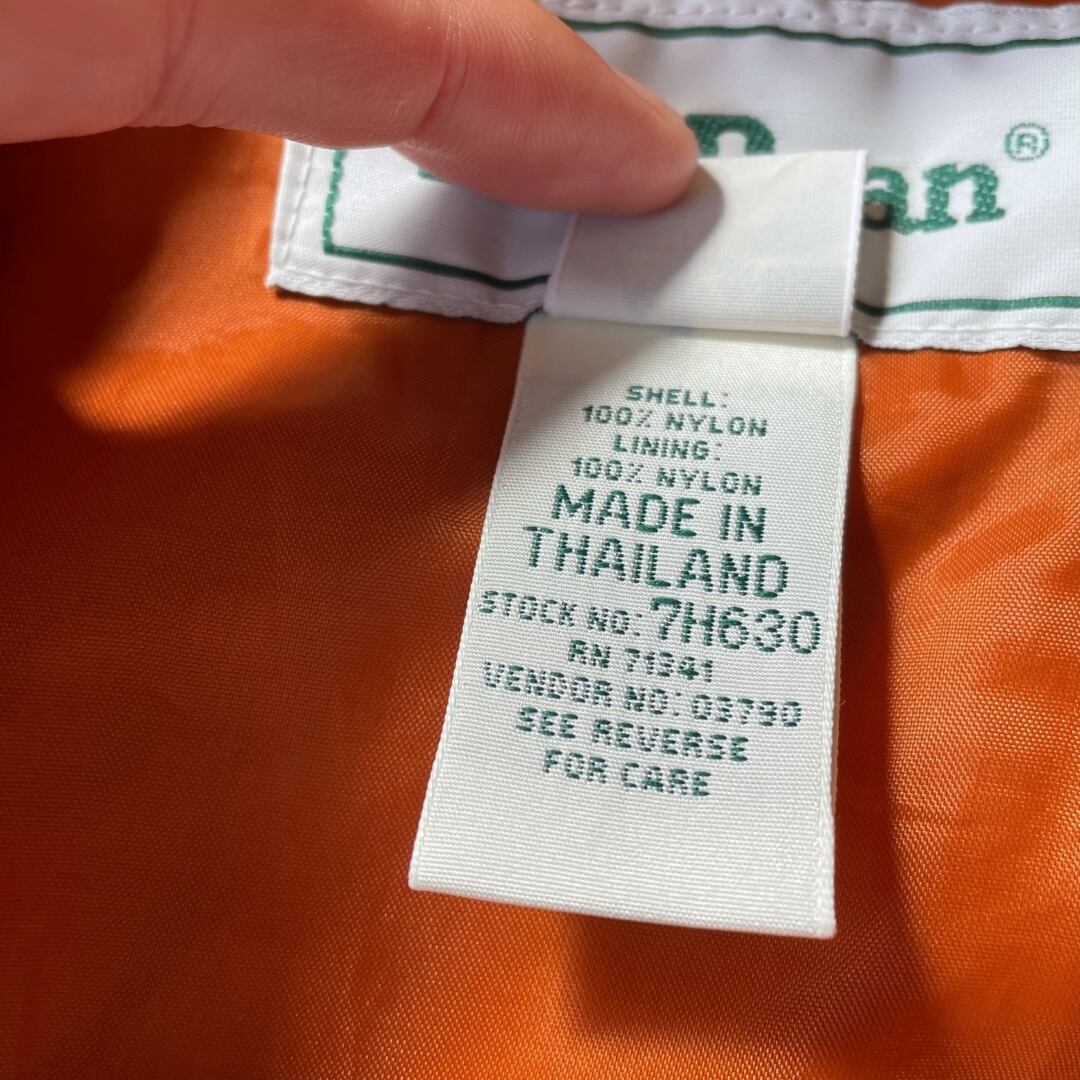 an®
SHELL:
100% NYLON
LINING:
100% NYLON
MADE IN
THAILAND
STOCK NO: 7H630
RN 71341
VENDOR NO: 03790
SEE REVERSE
FOR CARE